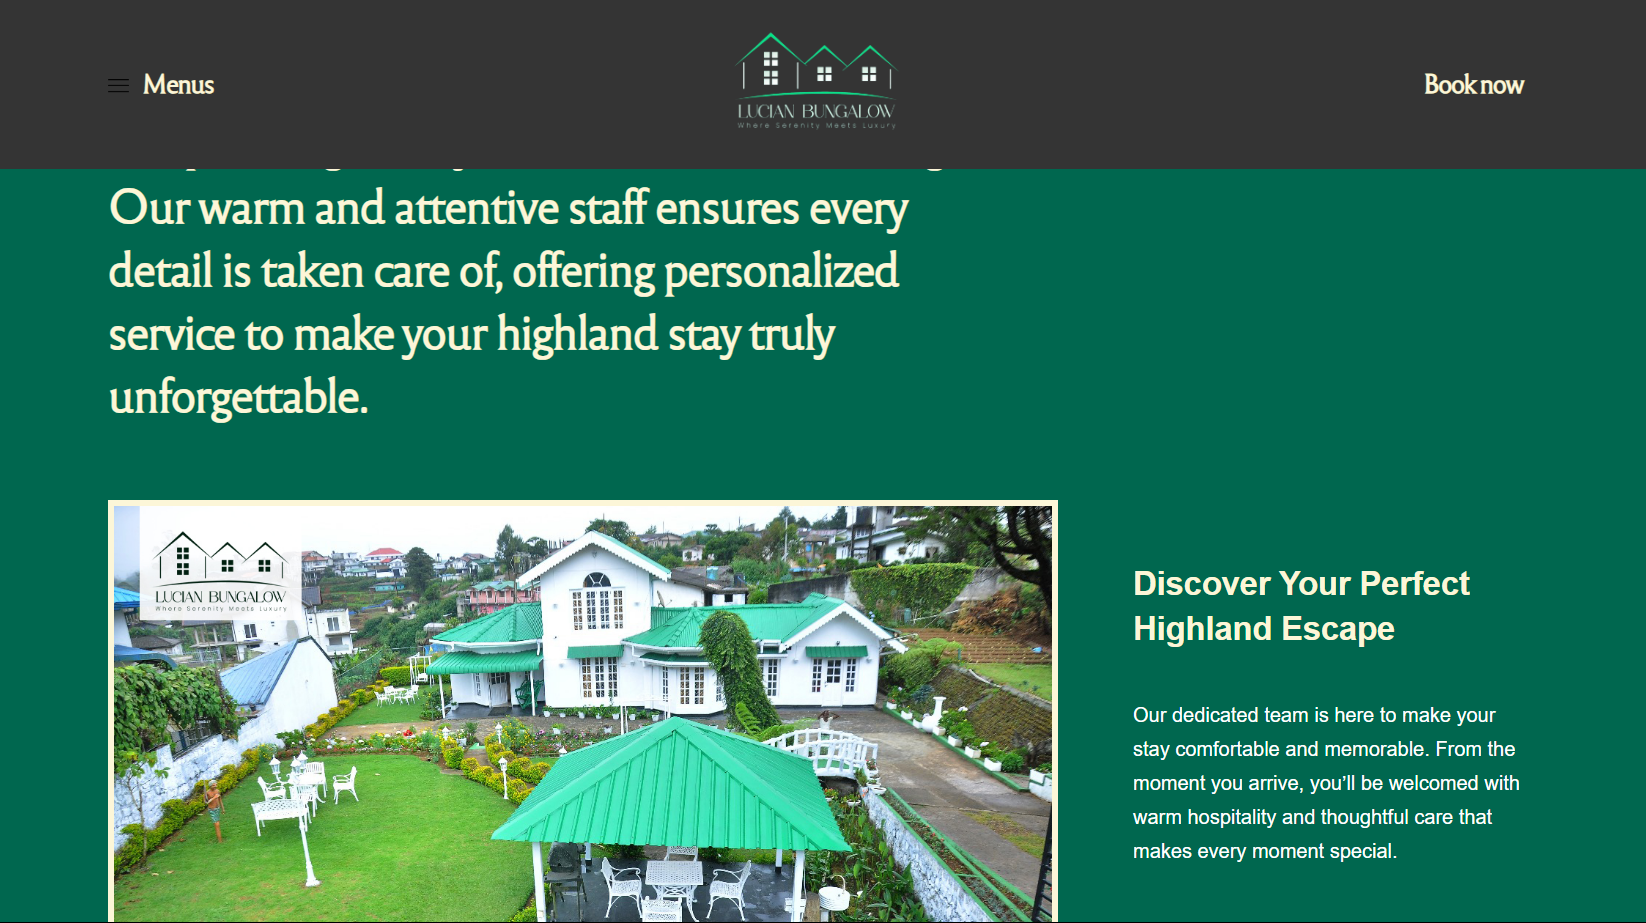 Menus
LUCIAN BUNGALOW
Where Serenity Meets Luxury
Book now
Our warm and attentive staff ensures every
detail is taken care of, offering personalized
service to make your highland stay truly
unforgettable.
LUCIAN BUNGALOW
Where Serenity Meets Luxury
Discover Your Perfect
Highland Escape
Our dedicated team is here to make your
stay comfortable and memorable. From the
moment you arrive, you’ll be welcomed with
warm hospitality and thoughtful care that
makes every moment special.